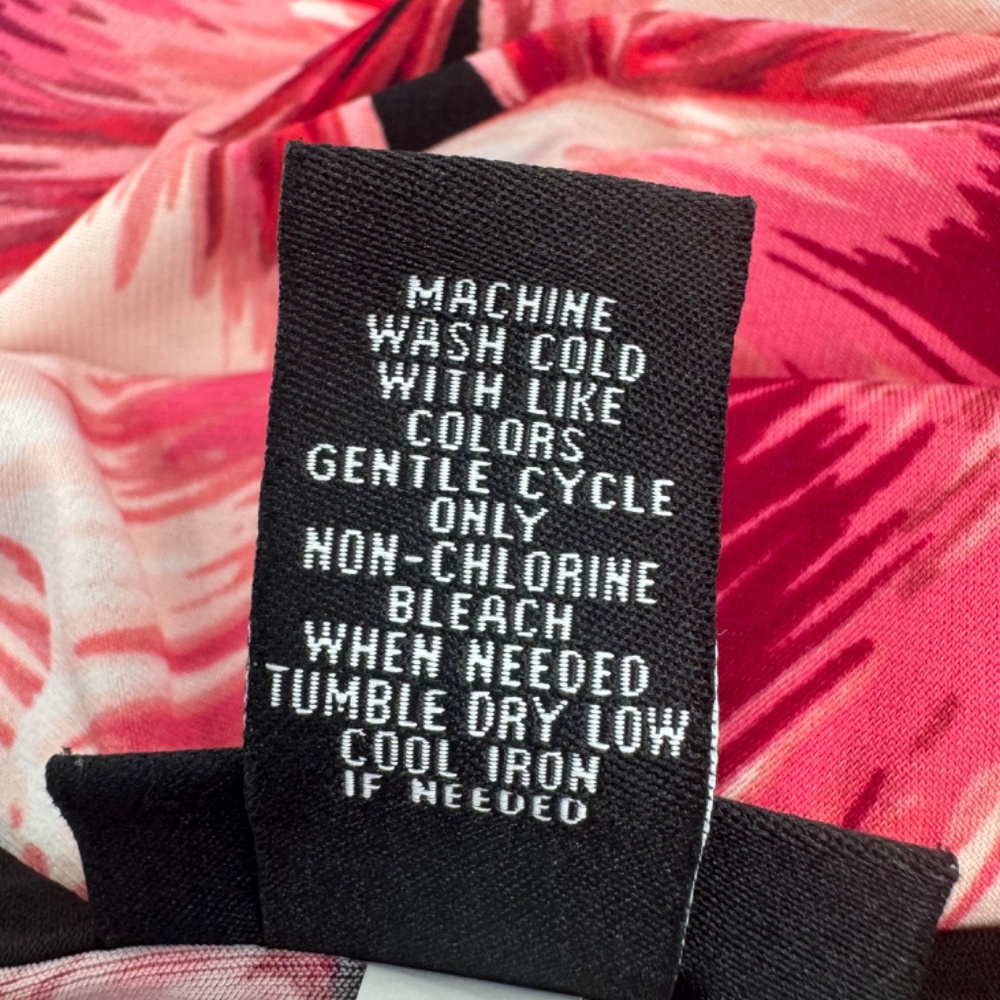 MACHINE
WASH COLD
WITH LIKE
COLORS
GENTLE CYCLE
ONLY
NON-CHLORINE
BLEACH
WHEN NEEDED
TUMBLE DRY LOW
COOL IRON
IF NEEDED